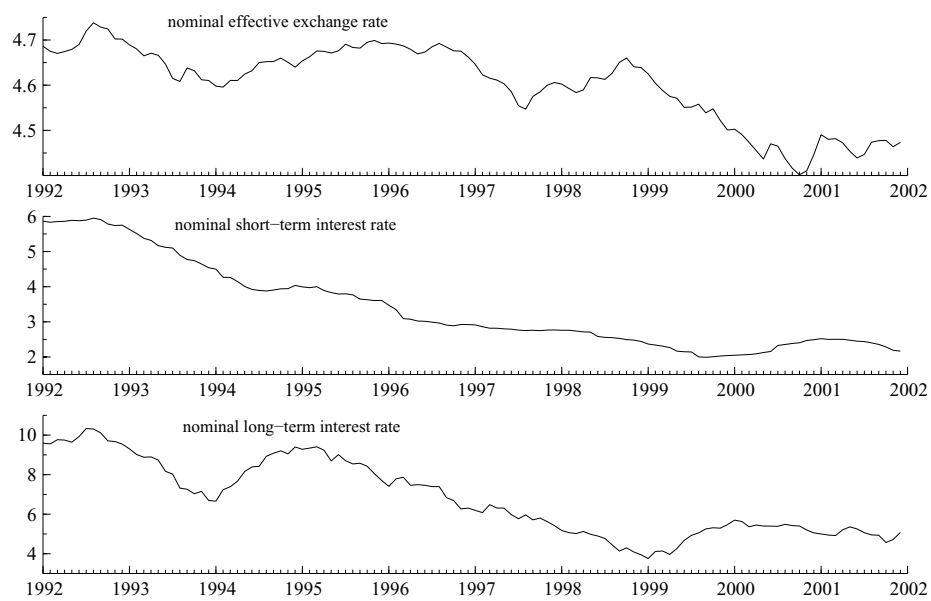 nominal effective exchange rate
4.7
4.6
4.5
1992 1993 1994 1995 1996 1997 1998 1999 2000 2001 2002
nominal short−term interest rate
6
5
4
3
2
1992 1993 1994 1995 1996 1997 1998 1999 2000 2001 2002
nominal long−term interest rate
10
8
6
4
1992 1993 1994 1995 1996 1997 1998 1999 2000 2001 2002